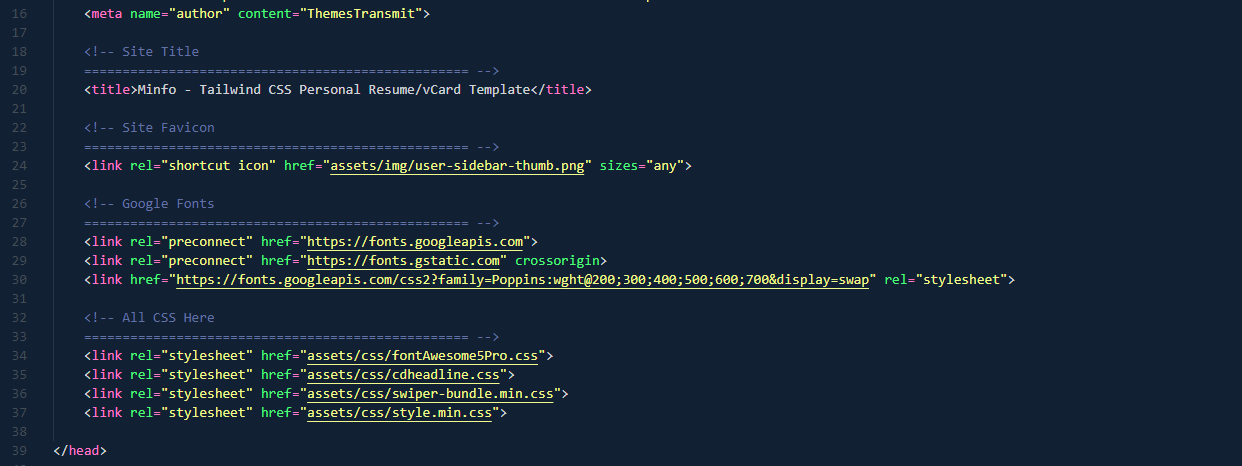 16 <meta name="author" content="ThemesTransmit">
17
18 <!-- Site Title
19 ================================================== -->
20 <title>Minfo - Tailwind CSS Personal Resume/vCard Template</title>
21
22 <!-- Site Favicon
23 ================================================== -->
24 <link rel="shortcut icon" href="assets/img/user-sidebar-thumb.png" sizes="any">
25
26 <!-- Google Fonts
27 ================================================== -->
28 <link rel="preconnect" href="https://fonts.googleapis.com">
29 <link rel="preconnect" href="https://fonts.gstatic.com" crossorigin>
30 <link href="https://fonts.googleapis.com/css2?family=Poppins:wght@200;300;400;500;600;700&display=swap" rel="stylesheet">
31
32 <!-- All CSS Here
33 ================================================== -->
34 <link rel="stylesheet" href="assets/css/fontAwesome5Pro.css">
35 <link rel="stylesheet" href="assets/css/cdheadline.css">
36 <link rel="stylesheet" href="assets/css/swiper-bundle.min.css">
37 <link rel="stylesheet" href="assets/css/style.min.css">
38
39 </head>